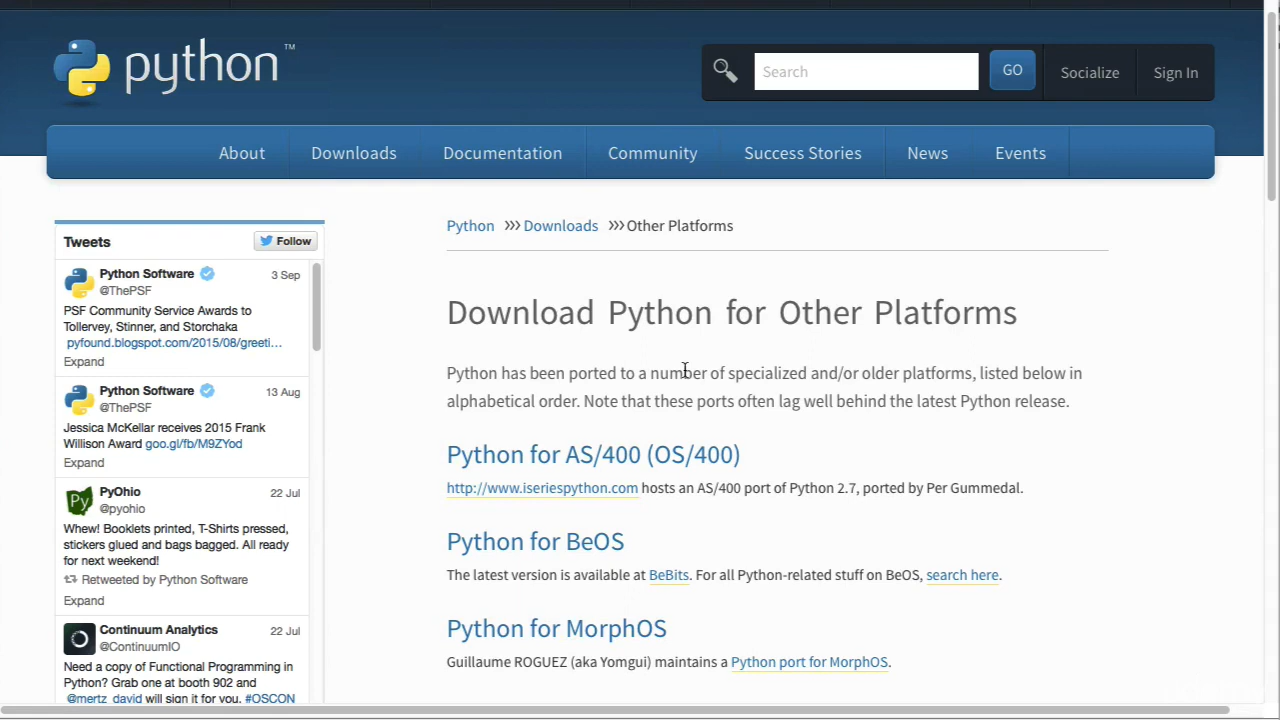 python™
Search
GO
Socialize
Sign In
About
Downloads
Documentation
Community
Success Stories
News
Events
Tweets
Follow
Python Software
3 Sep
@ThePSF
PSF Community Service Awards to
Tollervey, Stinner, and Storchaka
pyfound.blogspot.com/2015/08/greeti…
Expand
Python Software
13 Aug
@ThePSF
Jessica McKellar receives 2015 Frank
Willison Award goo.gl/fb/M9ZYod
Expand
Py
PyOhio
22 Jul
@pyohio
Whew! Booklets printed, T-Shirts pressed,
stickers glued and bags bagged. All ready
for next weekend!
Retweeted by Python Software
Expand
Continuum Analytics
22 Jul
@ContinuumIO
Need a copy of Functional Programming in
Python? Grab one at booth 902 and
@mertz_david will sign it for you. #OSCON
Python >>> Downloads >>> Other Platforms
Download Python for Other Platforms
Python has been ported to a number of specialized and/or older platforms, listed below in
alphabetical order. Note that these ports often lag well behind the latest Python release.
Python for AS/400 (OS/400)
http://www.iseriespython.com hosts an AS/400 port of Python 2.7, ported by Per Gummedal.
Python for BeOS
The latest version is available at BeBits. For all Python-related stuff on BeOS, search here.
Python for MorphOS
Guillaume ROGUEZ (aka Yomgui) maintains a Python port for MorphOS.